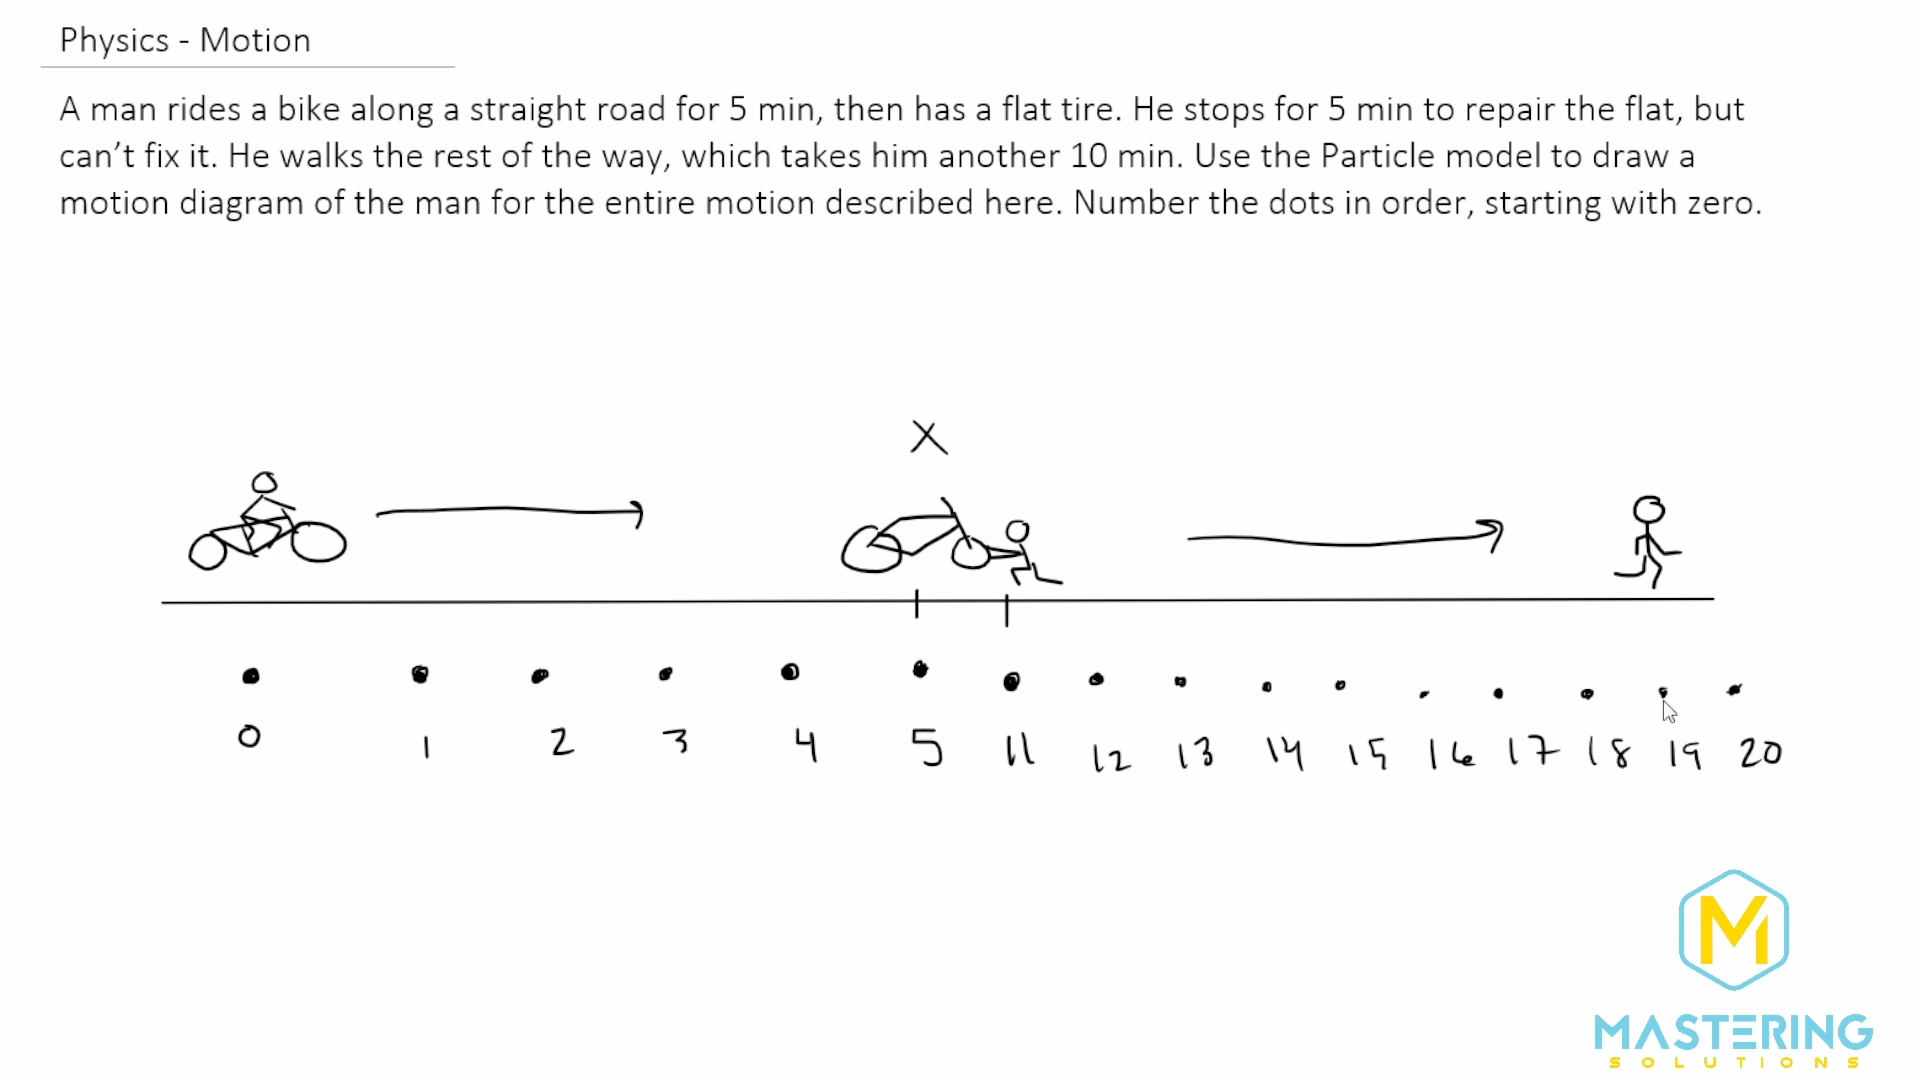 Physics - Motion
A man rides a bike along a straight road for 5 min, then has a flat tire. He stops for 5 min to repair the flat, but
can’t fix it. He walks the rest of the way, which takes him another 10 min. Use the Particle model to draw a
motion diagram of the man for the entire motion described here. Number the dots in order, starting with zero.
X
0 1 2 3 4 5 11 12 13 14 15 16 17 18 19 20
M
MASTERING
SOLUTIONS